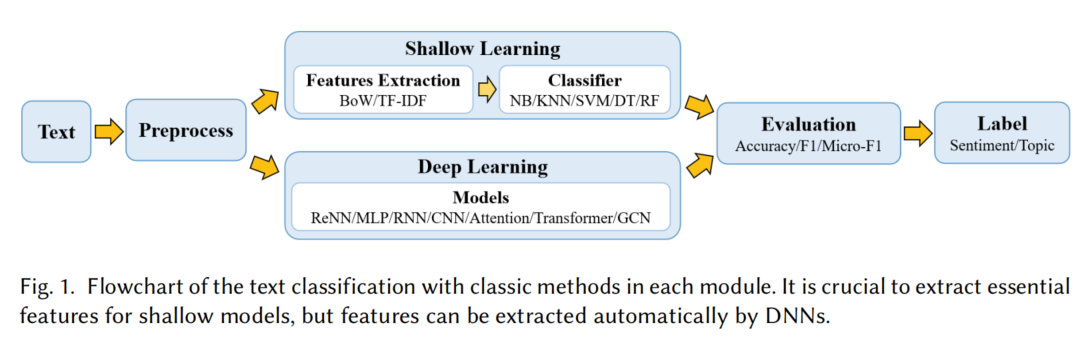 Text
Preprocess
Shallow Learning
Features Extraction
BoW/TF-IDF
Classifier
NB/KNN/SVM/DT/RF
Deep Learning
Models
ReNN/MLP/RNN/CNN/Attention/Transformer/GCN
Evaluation
Accuracy/F1/Micro-F1
Label
Sentiment/Topic
Fig. 1. Flowchart of the text classification with classic methods in each module. It is crucial to extract essential
features for shallow models, but features can be extracted automatically by DNNs.